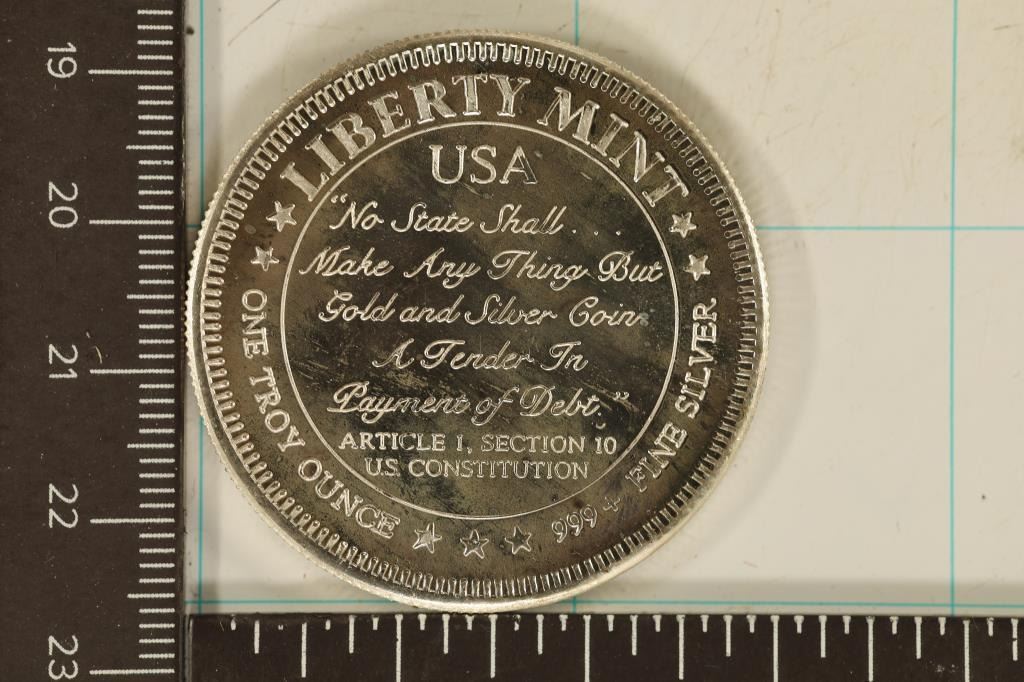 LIBERTY MINT
USA
"No State Shall . . .
Make Any Thing But
Gold and Silver Coin
A Tender In
Payment of Debt."
ARTICLE 1, SECTION 10
U.S. CONSTITUTION
ONE TROY OUNCE
999 + FINE SILVER
19
20
21
22
23